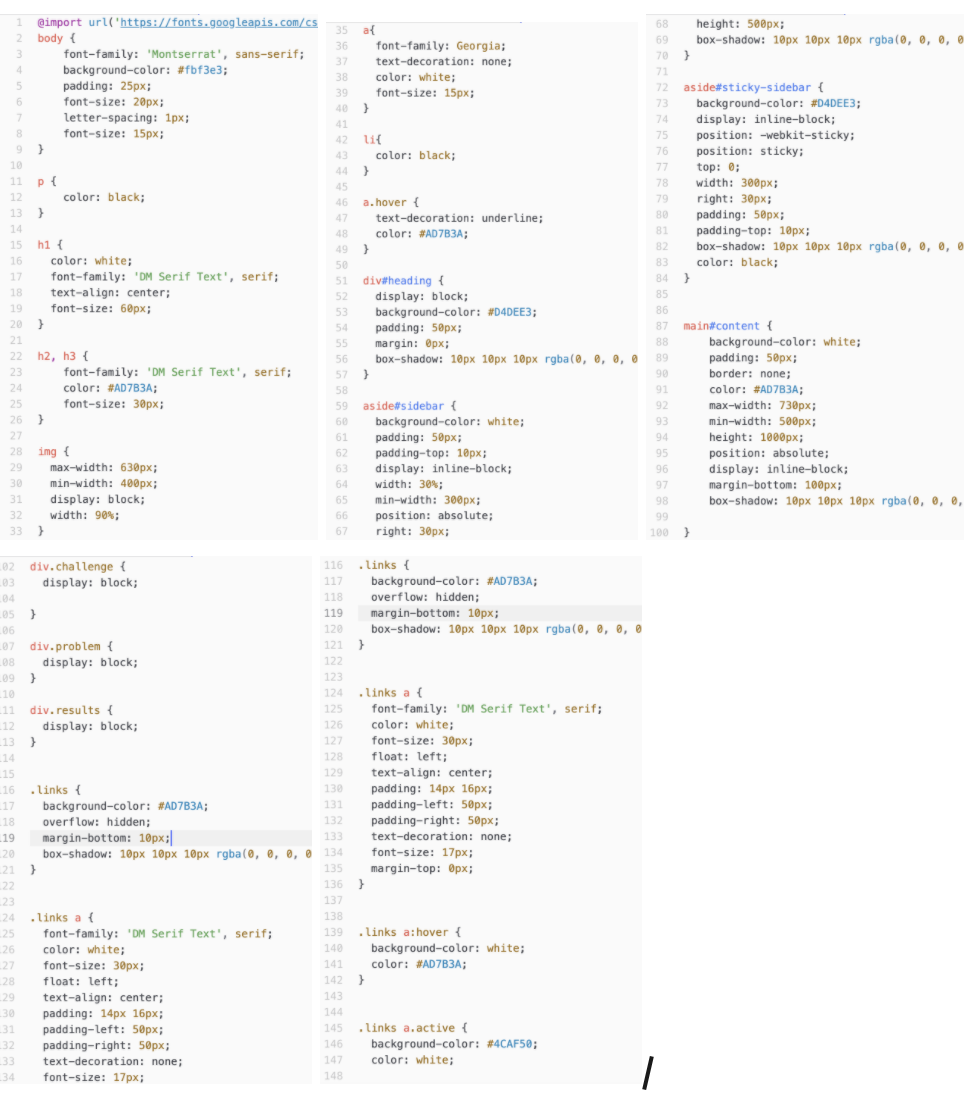 1 @import url('https://fonts.googleapis.com/cs
2 body {
3 font-family: 'Montserrat', sans-serif;
4 background-color: #fbf3e3;
5 padding: 25px;
6 font-size: 20px;
7 letter-spacing: 1px;
8 font-size: 15px;
9 }
10
11 p {
12 color: black;
13 }
14
15 h1 {
16 color: white;
17 font-family: 'DM Serif Text', serif;
18 text-align: center;
19 font-size: 60px;
20 }
21
22 h2, h3 {
23 font-family: 'DM Serif Text', serif;
24 color: #AD7B3A;
25 font-size: 30px;
26 }
27
28 img {
29 max-width: 630px;
30 min-width: 400px;
31 display: block;
32 width: 90%;
33 }
35 a{
36 font-family: Georgia;
37 text-decoration: none;
38 color: white;
39 font-size: 15px;
40 }
41
42 li{
43 color: black;
44 }
45
46 a.hover {
47 text-decoration: underline;
48 color: #AD7B3A;
49 }
50
51 div#heading {
52 display: block;
53 background-color: #D4DEE3;
54 padding: 50px;
55 margin: 0px;
56 box-shadow: 10px 10px 10px rgba(0, 0, 0, 0
57 }
58
59 aside#sidebar {
60 background-color: white;
61 padding: 50px;
62 padding-top: 10px;
63 display: inline-block;
64 width: 30%;
65 min-width: 300px;
66 position: absolute;
67 right: 30px;
68 height: 500px;
69 box-shadow: 10px 10px 10px rgba(0, 0, 0, 0
70 }
71
72 aside#sticky-sidebar {
73 background-color: #D4DEE3;
74 display: inline-block;
75 position: -webkit-sticky;
76 position: sticky;
77 top: 0;
78 width: 300px;
79 right: 30px;
80 padding: 50px;
81 padding-top: 10px;
82 box-shadow: 10px 10px 10px rgba(0, 0, 0, 0
83 color: black;
84 }
85
86
87 main#content {
88 background-color: white;
89 padding: 50px;
90 border: none;
91 color: #AD7B3A;
92 max-width: 730px;
93 min-width: 500px;
94 height: 1000px;
95 position: absolute;
96 display: inline-block;
97 margin-bottom: 100px;
98 box-shadow: 10px 10px 10px rgba(0, 0, 0,
99
100 }
02 div.challenge {
03 display: block;
04
05 }
06
07 div.problem {
08 display: block;
09 }
10
11 div.results {
12 display: block;
13 }
14
15
16 .links {
17 background-color: #AD7B3A;
18 overflow: hidden;
19 margin-bottom: 10px;
20 box-shadow: 10px 10px 10px rgba(0, 0, 0, 0
21 }
22
23
24 .links a {
25 font-family: 'DM Serif Text', serif;
26 color: white;
27 font-size: 30px;
28 float: left;
29 text-align: center;
30 padding: 14px 16px;
31 padding-left: 50px;
32 padding-right: 50px;
33 text-decoration: none;
34 font-size: 17px;
116 .links {
117 background-color: #AD7B3A;
118 overflow: hidden;
119 margin-bottom: 10px;
120 box-shadow: 10px 10px 10px rgba(0, 0, 0, 0
121 }
122
123
124 .links a {
125 font-family: 'DM Serif Text', serif;
126 color: white;
127 font-size: 30px;
128 float: left;
129 text-align: center;
130 padding: 14px 16px;
131 padding-left: 50px;
132 padding-right: 50px;
133 text-decoration: none;
134 font-size: 17px;
135 margin-top: 0px;
136 }
137
138
139 .links a:hover {
140 background-color: white;
141 color: #AD7B3A;
142 }
143
144
145 .links a.active {
146 background-color: #4CAF50;
147 color: white;
148
/